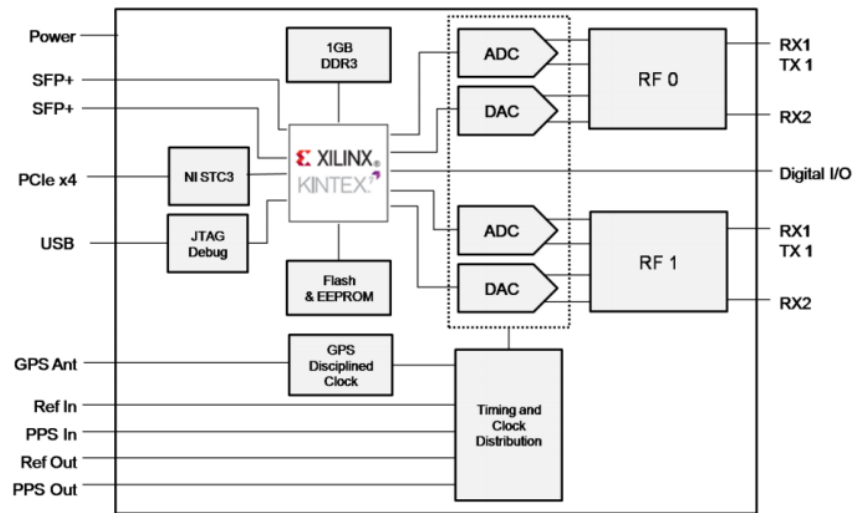 Power
SFP+
SFP+
PCIe x4
USB
GPS Ant
Ref In
PPS In
Ref Out
PPS Out
1GB
DDR3
XILINX®
KINTEX7
NI STC3
JTAG
Debug
Flash
& EEPROM
GPS
Disciplined
Clock
ADC
DAC
ADC
DAC
Timing and
Clock
Distribution
RF 0
RF 1
RX1
TX 1
RX2
Digital I/O
RX1
TX 1
RX2